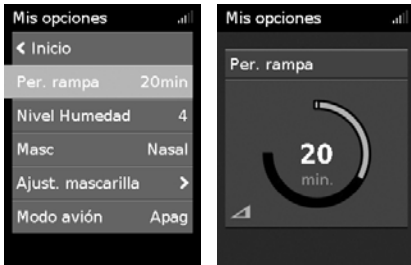 Mis opciones
Inicio
Per. rampa 20min
Nivel Humedad 4
Masc Nasal
Ajust. mascarilla
Modo avión Apag
Mis opciones
Per. rampa
20
min.